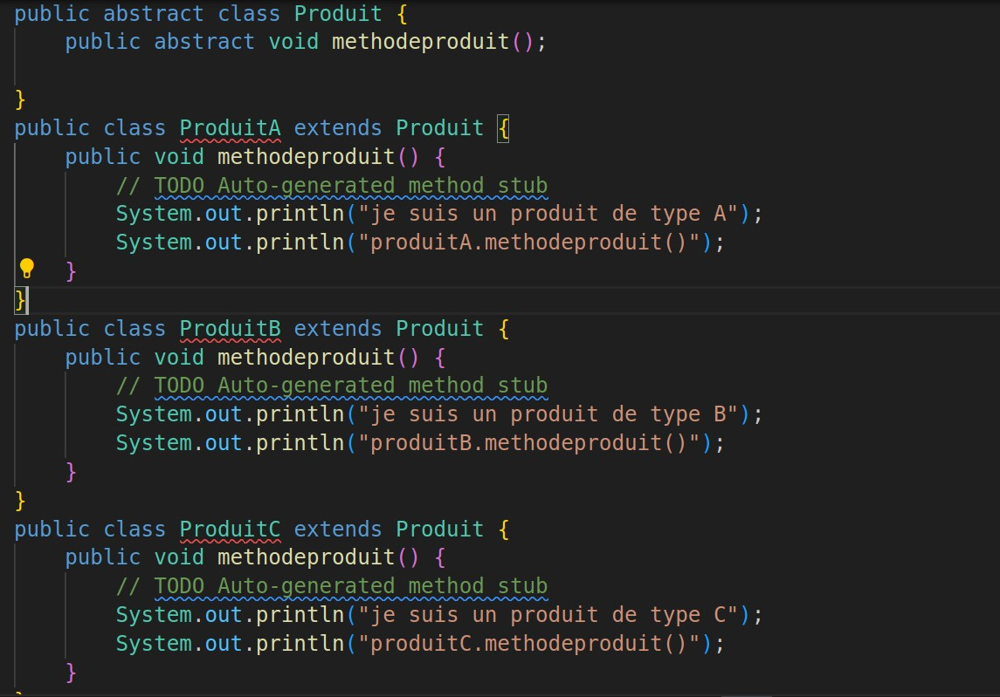 public abstract class Produit {
    public abstract void methodeproduit();

}
public class ProduitA extends Produit {
    public void methodeproduit() {
        // TODO Auto-generated method stub
        System.out.println("je suis un produit de type A");
        System.out.println("produitA.methodeproduit()");
    }
}
public class ProduitB extends Produit {
    public void methodeproduit() {
        // TODO Auto-generated method stub
        System.out.println("je suis un produit de type B");
        System.out.println("produitB.methodeproduit()");
    }
}
public class ProduitC extends Produit {
    public void methodeproduit() {
        // TODO Auto-generated method stub
        System.out.println("je suis un produit de type C");
        System.out.println("produitC.methodeproduit()");
    }
}